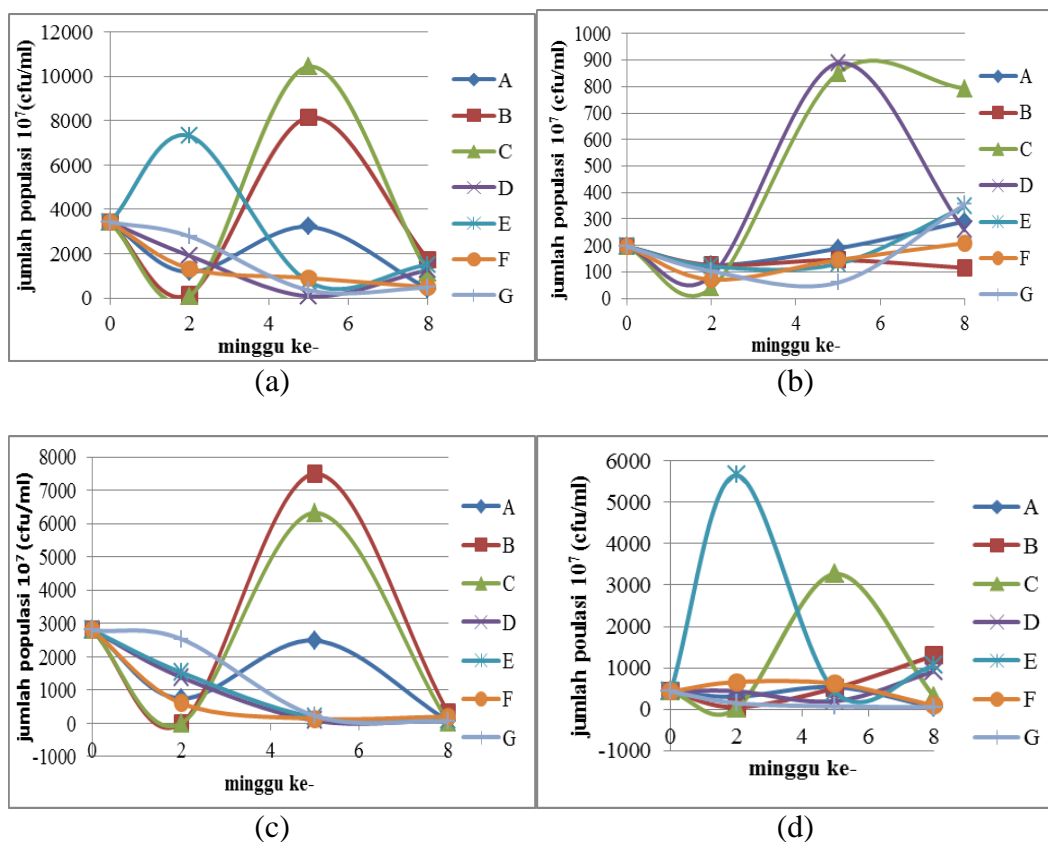 jumlah populasi 10⁷ (cfu/ml)
12000
10000
8000
6000
4000
2000
0
0 2 4 6 8
minggu ke-
A
B
C
D
E
F
G
(a)
jumlah populasi 10⁷ (cfu/ml)
1000
900
800
700
600
500
400
300
200
100
0
0 2 4 6 8
minggu ke-
A
B
C
D
E
F
G
(b)
jumlah populasi 10⁷ (cfu/ml)
8000
7000
6000
5000
4000
3000
2000
1000
0
-1000
0 2 4 6 8
minggu ke-
A
B
C
D
E
F
G
(c)
jumlah poulasi 10⁷ (cfu/ml)
6000
5000
4000
3000
2000
1000
0
-1000
0 2 4 6 8
minggu ke-
A
B
C
D
E
F
G
(d)